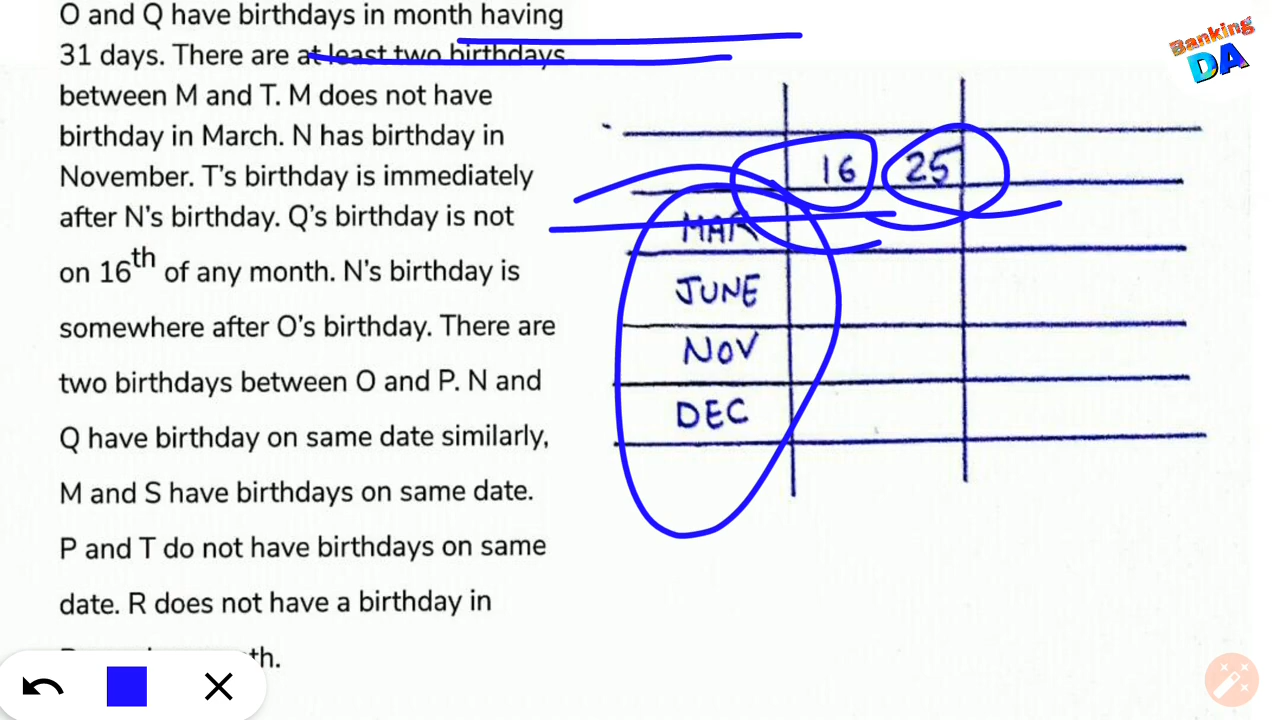 O and Q have birthdays in month having
31 days. There are at least two birthdays
between M and T. M does not have
birthday in March. N has birthday in
November. T's birthday is immediately
after N's birthday. Q's birthday is not
on 16th of any month. N's birthday is
somewhere after O's birthday. There are
two birthdays between O and P. N and
Q have birthday on same date similarly,
M and S have birthdays on same date.
P and T do not have birthdays on same
date. R does not have a birthday in
th.
Banking
DA
16 25
MAR
JUNE
NOV
DEC